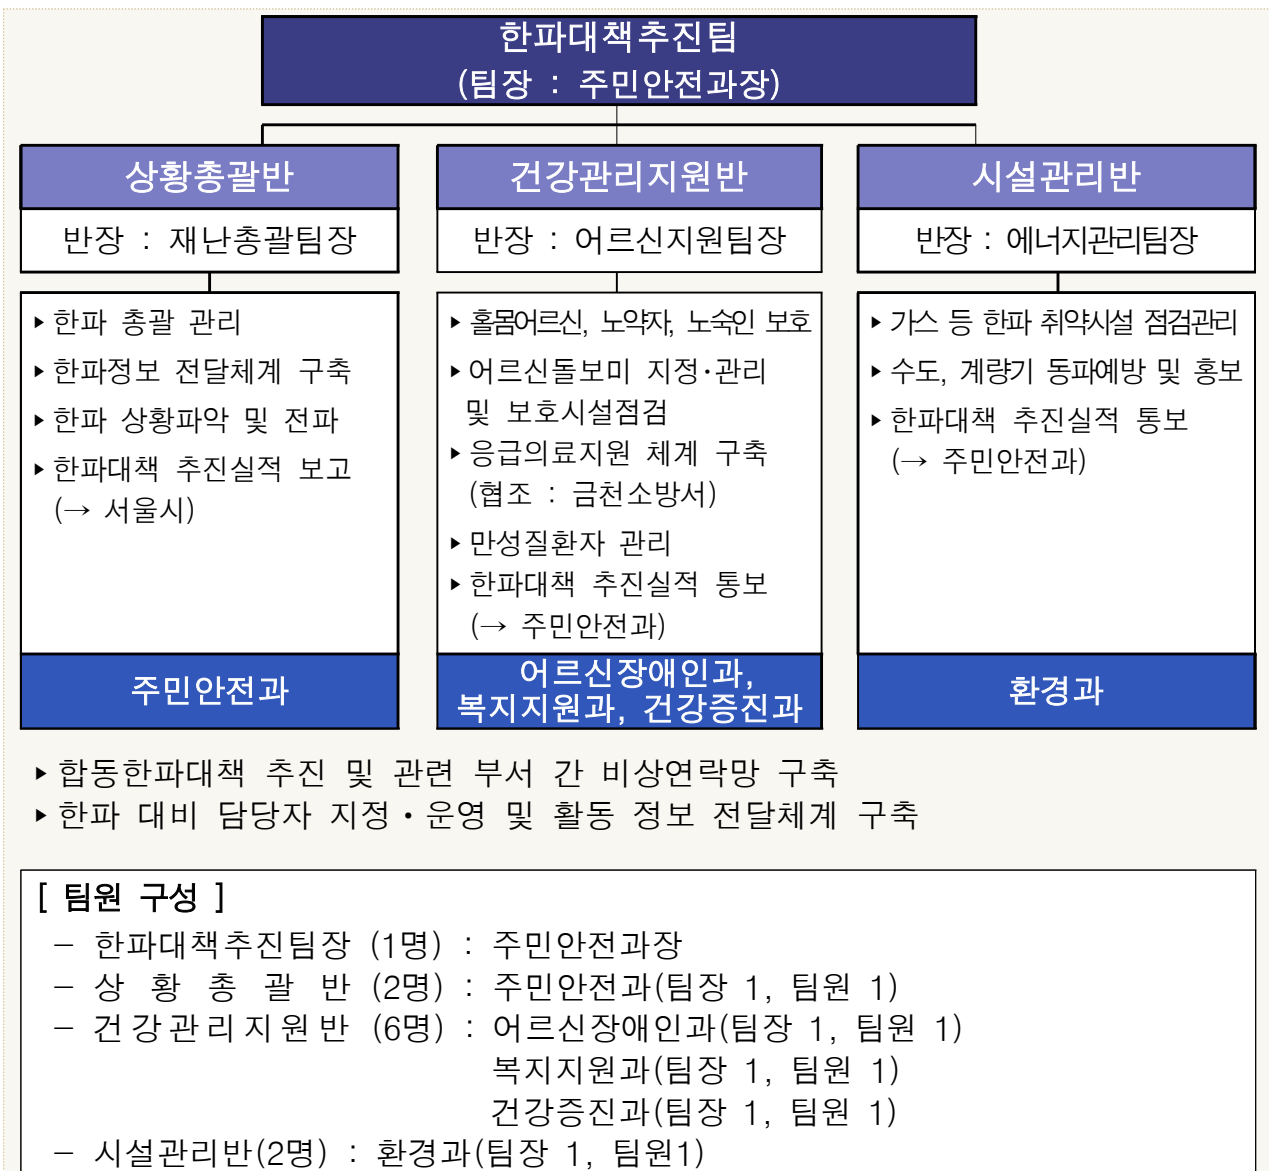 한파대책추진팀
(팀장 : 주민안전과장)
상황총괄반
반장 : 재난총괄팀장
▸한파 총괄 관리
▸한파정보 전달체계 구축
▸한파 상황파악 및 전파
▸한파대책 추진실적 보고
(→ 서울시)
주민안전과
건강관리지원반
반장 : 어르신지원팀장
▸홀몸어르신, 노약자, 노숙인 보호
▸어르신돌보미 지정·관리
및 보호시설점검
▸응급의료지원 체계 구축
(협조 : 금천소방서)
▸만성질환자 관리
▸한파대책 추진실적 통보
(→ 주민안전과)
어르신장애인과,
복지지원과, 건강증진과
시설관리반
반장 : 에너지관리팀장
▸가스 등 한파 취약시설 점검관리
▸수도, 계량기 동파예방 및 홍보
▸한파대책 추진실적 통보
(→ 주민안전과)
환경과
▸합동한파대책 추진 및 관련 부서 간 비상연락망 구축
▸한파 대비 담당자 지정·운영 및 활동 정보 전달체계 구축
[ 팀원 구성 ]
– 한파대책추진팀장 (1명) : 주민안전과장
– 상 황 총 괄 반 (2명) : 주민안전과(팀장 1, 팀원 1)
– 건강관리지원반 (6명) : 어르신장애인과(팀장 1, 팀원 1)
복지지원과(팀장 1, 팀원 1)
건강증진과(팀장 1, 팀원 1)
– 시설관리반(2명) : 환경과(팀장 1, 팀원1)